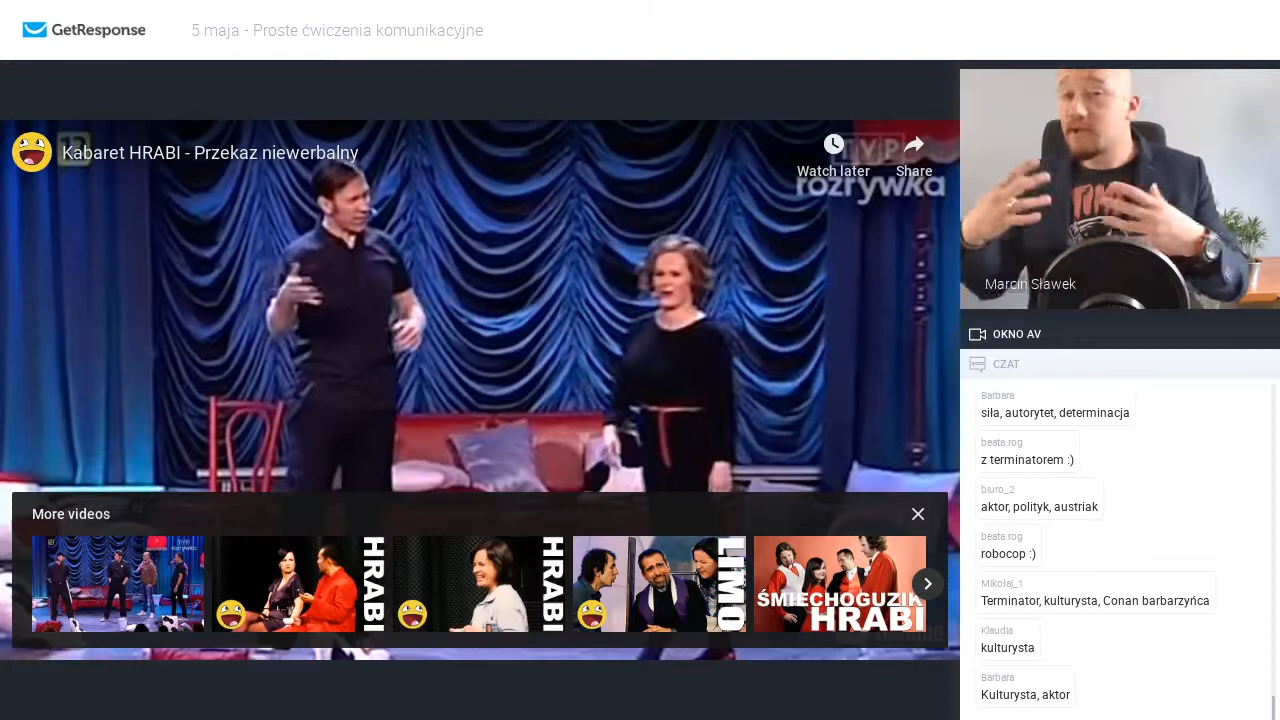 GetResponse
5 maja - Proste ćwiczenia komunikacyjne
Kabaret HRABI - Przekaz niewerbalny
Watch later
Share
TVP
rozrywka
Marcin Sławek
OKNO AV
CZAT
Barbara
siła, autorytet, determinacja
beata.rog
z terminatorem :)
biuro_2
aktor, polityk, austriak
beata.rog
robocop :)
Mikołaj_1
Terminator, kulturysta, Conan barbarzyńca
Klaudia
kulturysta
Barbara
Kulturysta, aktor
More videos
HRABI
HRABI
LIMO
ŚMIECHOGUZIK
HRABI